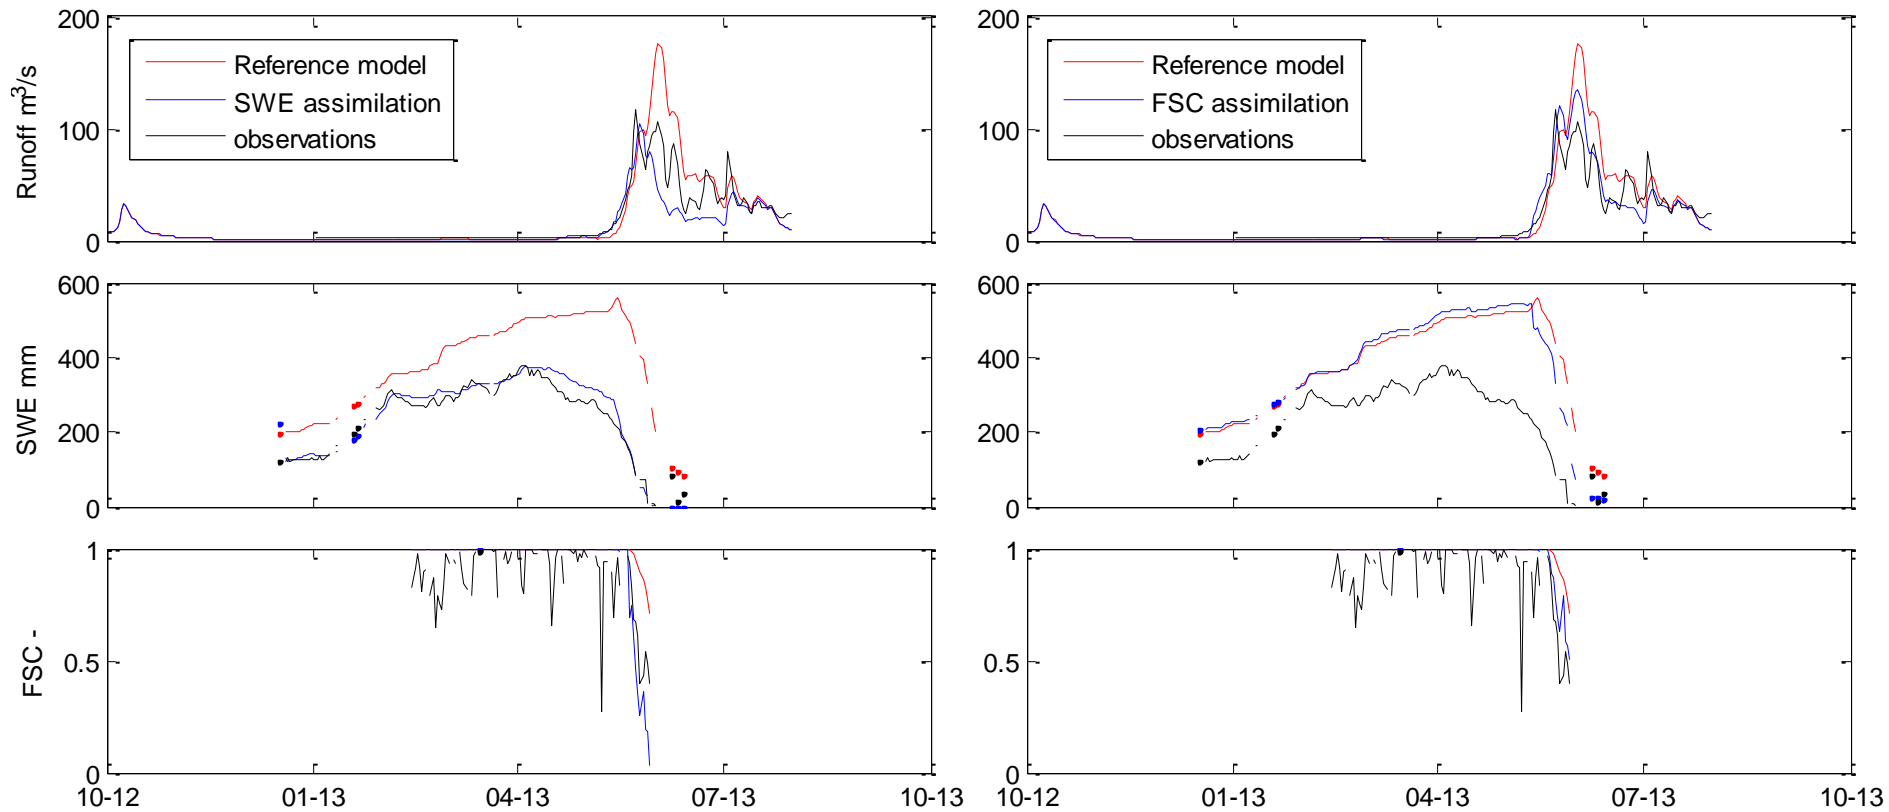 200
100
0
Runoff m³/s
Reference model
SWE assimilation
observations
200
100
0
Reference model
FSC assimilation
observations
600
400
200
0
SWE mm
600
400
200
0
1
0.5
0
FSC -
10-12 01-13 04-13 07-13 10-13
1
0.5
0
10-12 01-13 04-13 07-13 10-13